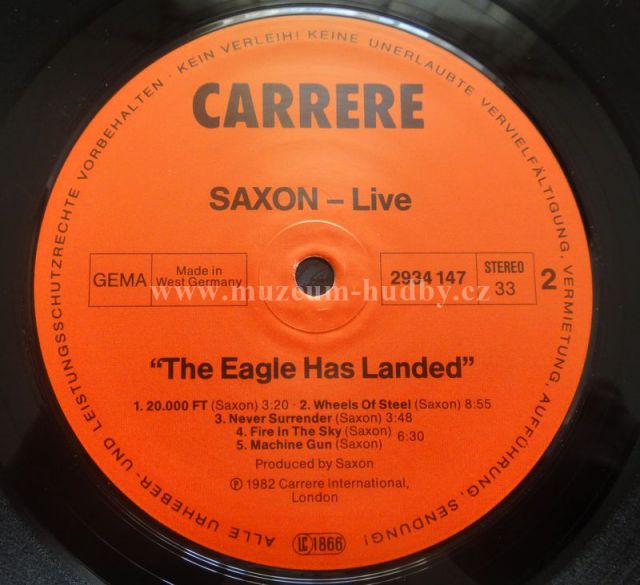 ALLE URHEBER- UND LEISTUNGSSCHUTZRECHTE VORBEHALTEN · KEIN VERLEIH! KEINE UNERLAUBTE VERVIELFÄLTIGUNG, VERMIETUNG, AUFFÜHRUNG, SENDUNG!
CARRERE
SAXON – Live
GEMA
Made in
West Germany
2934 147
STEREO
33
2
www.muzeum-hudby.cz
“The Eagle Has Landed”
1. 20.000 FT (Saxon) 3:20 · 2. Wheels Of Steel (Saxon) 8:55
3. Never Surrender (Saxon) 3:48
4. Fire In The Sky (Saxon) 6:30
5. Machine Gun (Saxon)
Produced by Saxon
℗ 1982 Carrere International,
London
LC 1866